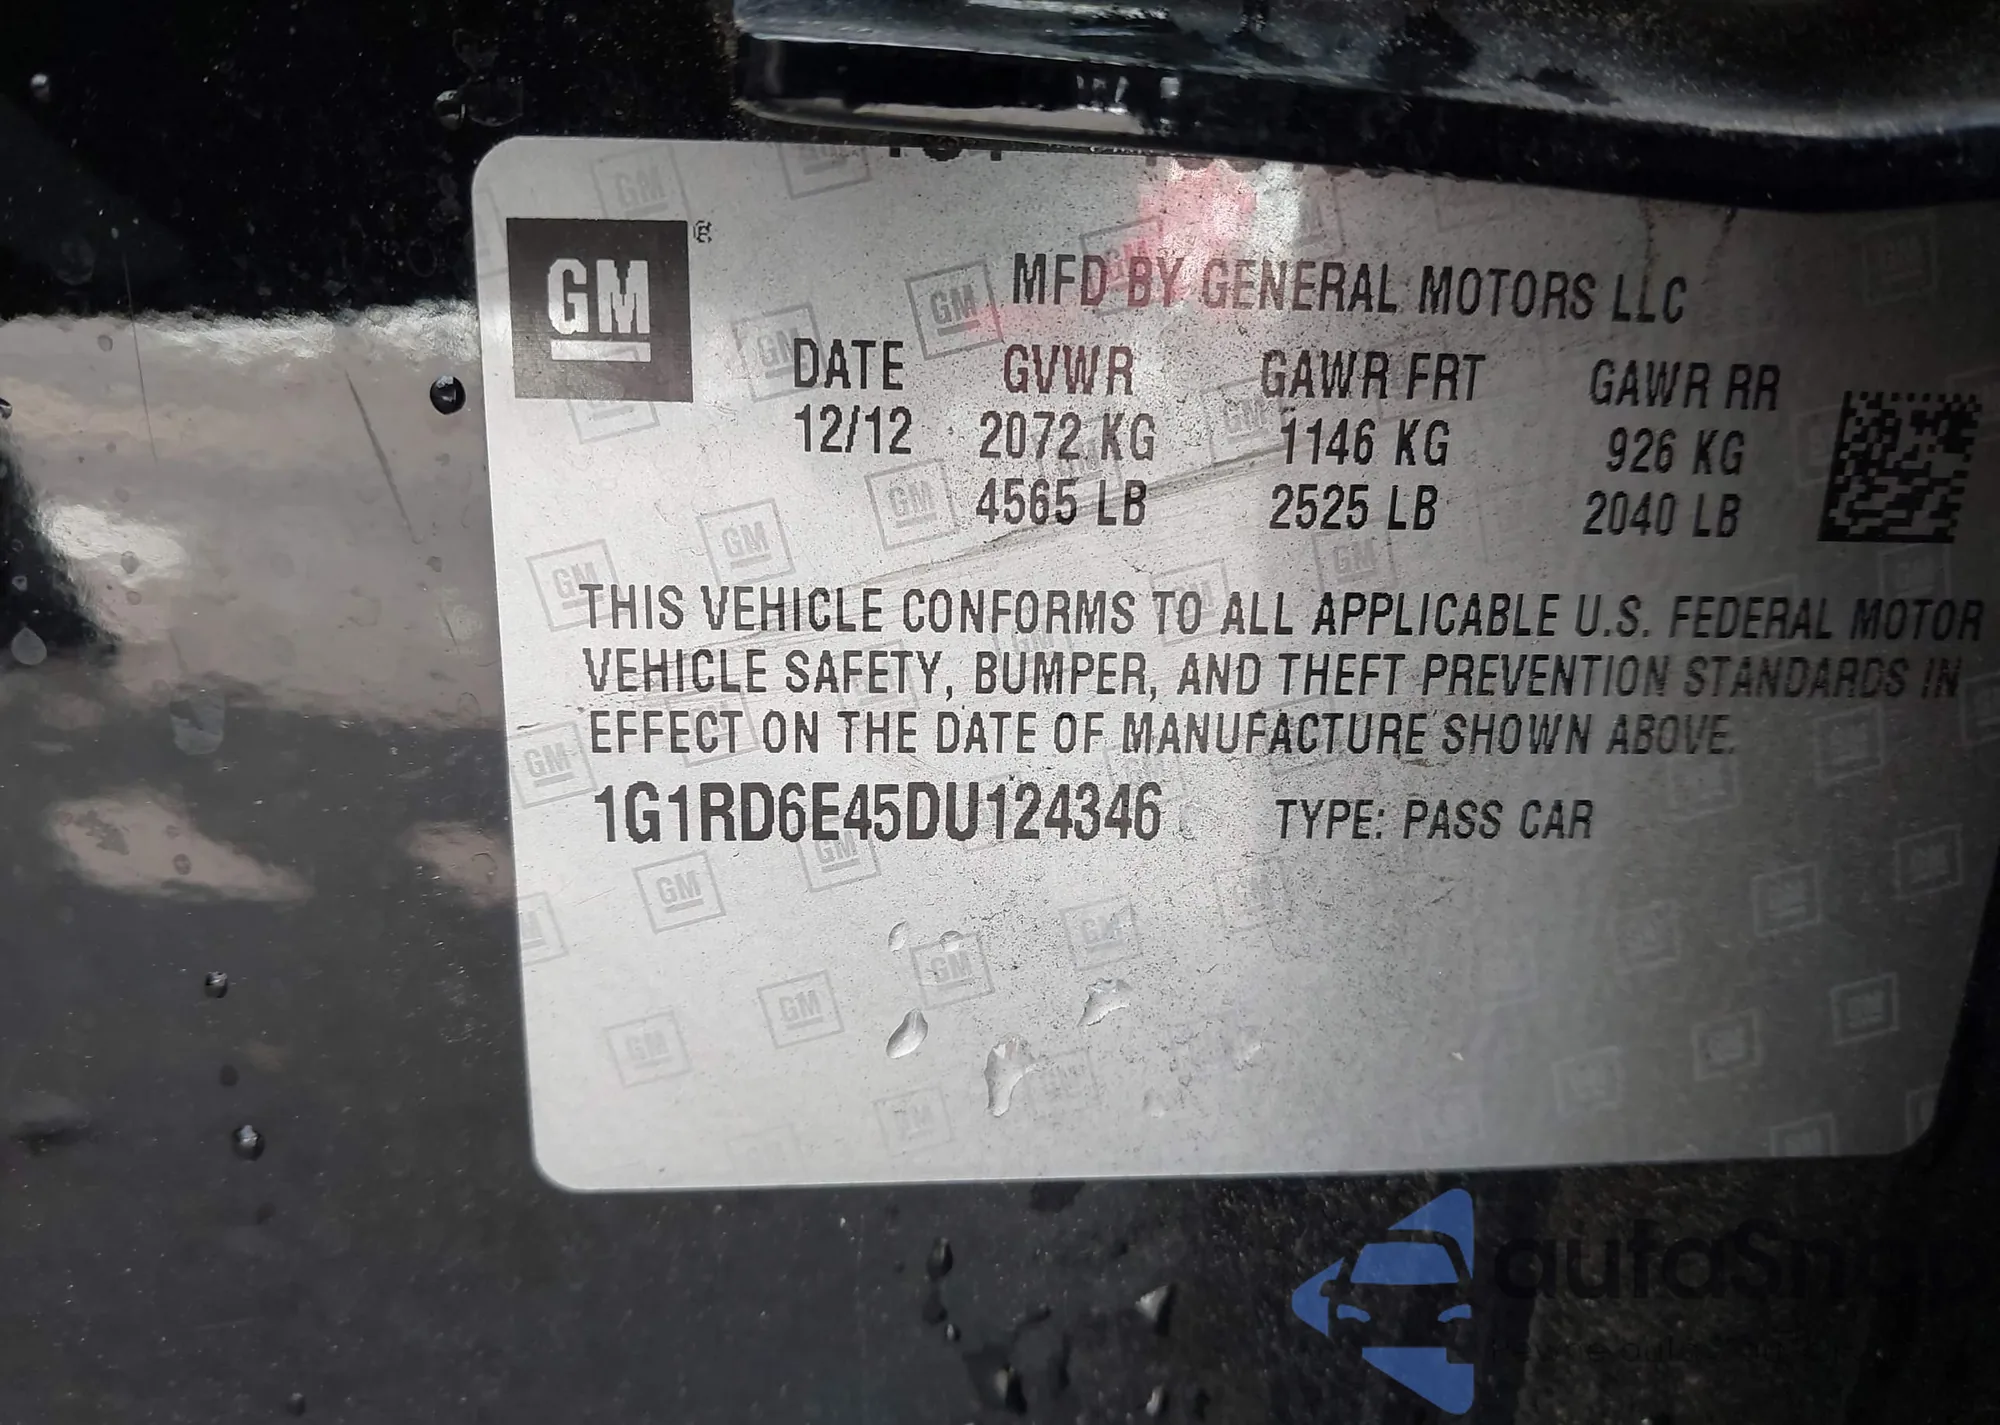 GM ®
MFD BY GENERAL MOTORS LLC
DATE GVWR GAWR FRT GAWR RR
12/12 2072 KG 1146 KG 926 KG
4565 LB 2525 LB 2040 LB
THIS VEHICLE CONFORMS TO ALL APPLICABLE U.S. FEDERAL MOTOR
VEHICLE SAFETY, BUMPER, AND THEFT PREVENTION STANDARDS IN
EFFECT ON THE DATE OF MANUFACTURE SHOWN ABOVE.
1G1RD6E45DU124346 TYPE: PASS CAR